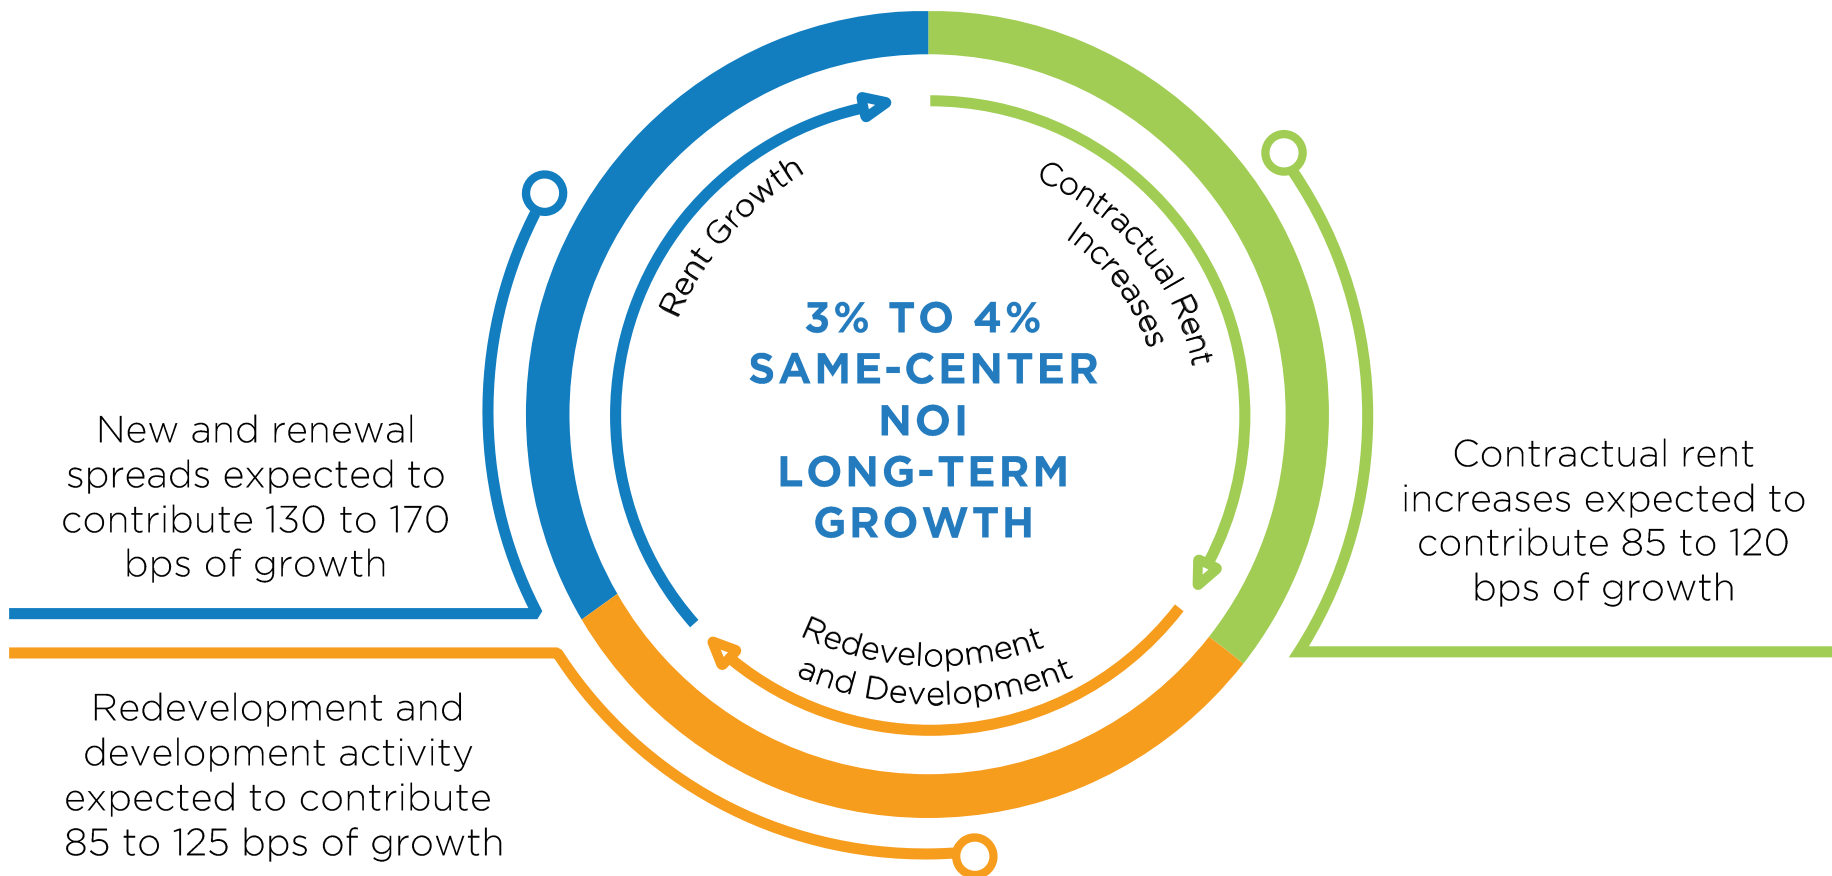 Rent Growth
Contractual Rent
Increases
3% TO 4%
SAME-CENTER
NOI
LONG-TERM
GROWTH
Redevelopment
and Development
New and renewal
spreads expected to
contribute 130 to 170
bps of growth
Contractual rent
increases expected to
contribute 85 to 120
bps of growth
Redevelopment and
development activity
expected to contribute
85 to 125 bps of growth